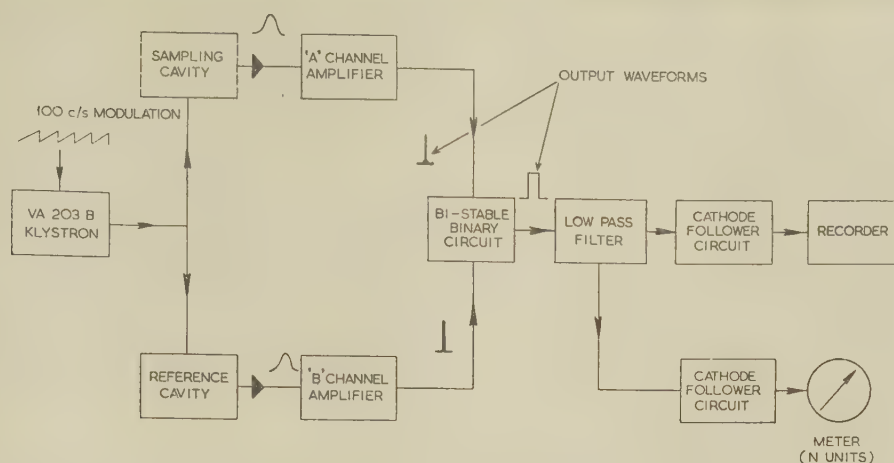 SAMPLING
CAVITY
'A' CHANNEL
AMPLIFIER
OUTPUT WAVEFORMS
100 c/s MODULATION
VA 203 B
KLYSTRON
BI-STABLE
BINARY
CIRCUIT
LOW PASS
FILTER
CATHODE
FOLLOWER
CIRCUIT
RECORDER
REFERENCE
CAVITY
'B' CHANNEL
AMPLIFIER
CATHODE
FOLLOWER
CIRCUIT
METER
(N UNITS)